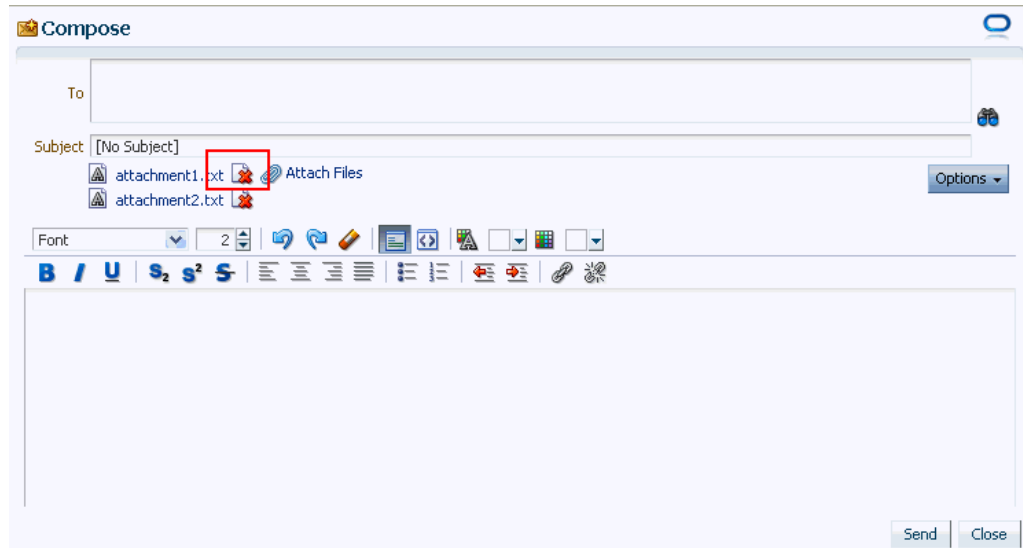 Compose
To
Subject [No Subject]
attachment1.txt Attach Files
Options
attachment2.txt
Font 2
B I U S₂ S² S
Send Close